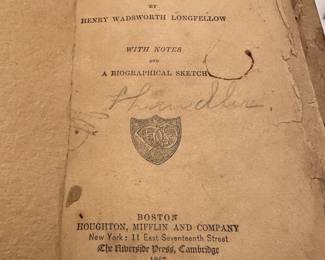 BY
HENRY WADSWORTH LONGFELLOW
WITH NOTES
AND
A BIOGRAPHICAL SKETCH
Chandler
BOSTON
HOUGHTON, MIFFLIN AND COMPANY
New York: 11 East Seventeenth Street
The Riverside Press, Cambridge